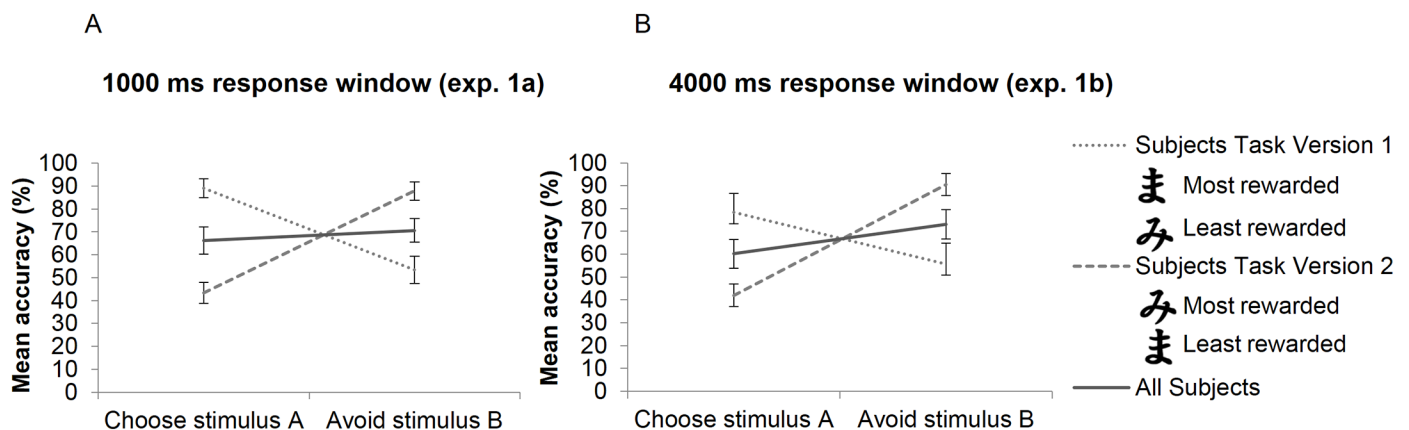 A
1000 ms response window (exp. 1a)
Mean accuracy (%)
100
90
80
70
60
50
40
30
20
10
0
Choose stimulus A
Avoid stimulus B
B
4000 ms response window (exp. 1b)
Mean accuracy (%)
100
90
80
70
60
50
40
30
20
10
0
Choose stimulus A
Avoid stimulus B
Subjects Task Version 1
ま Most rewarded
み Least rewarded
Subjects Task Version 2
み Most rewarded
ま Least rewarded
All Subjects